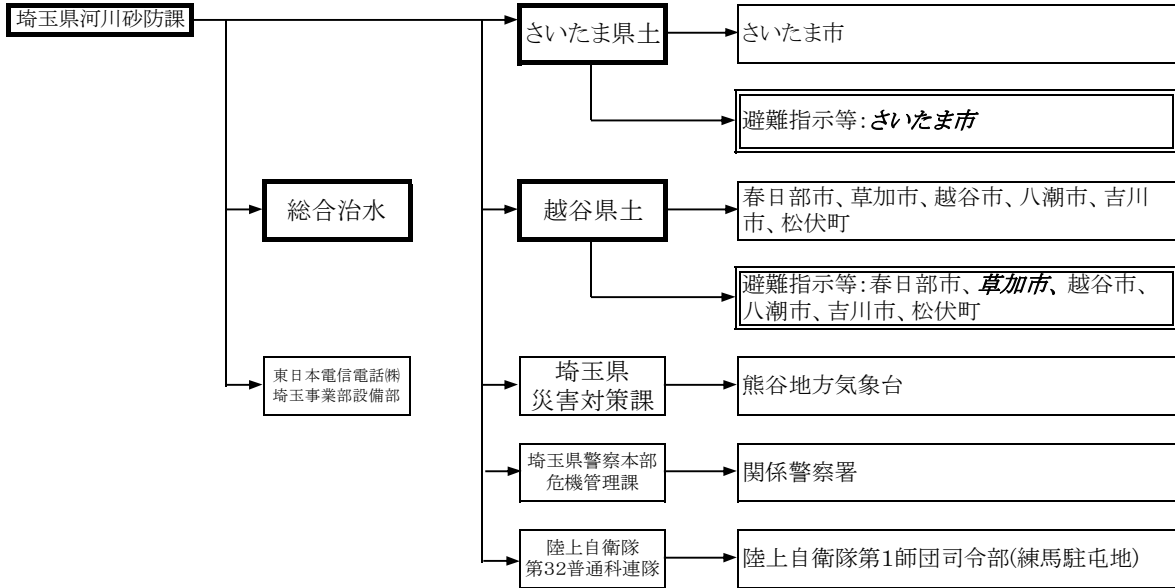 埼玉県河川砂防課
さいたま県土
さいたま市
避難指示等:さいたま市
総合治水
越谷県土
春日部市、草加市、越谷市、八潮市、吉川
市、松伏町
避難指示等:春日部市、草加市、越谷市、
八潮市、吉川市、松伏町
東日本電信電話㈱
埼玉事業部設備部
埼玉県
災害対策課
熊谷地方気象台
埼玉県警察本部
危機管理課
関係警察署
陸上自衛隊
第32普通科連隊
陸上自衛隊第1師団司令部(練馬駐屯地)